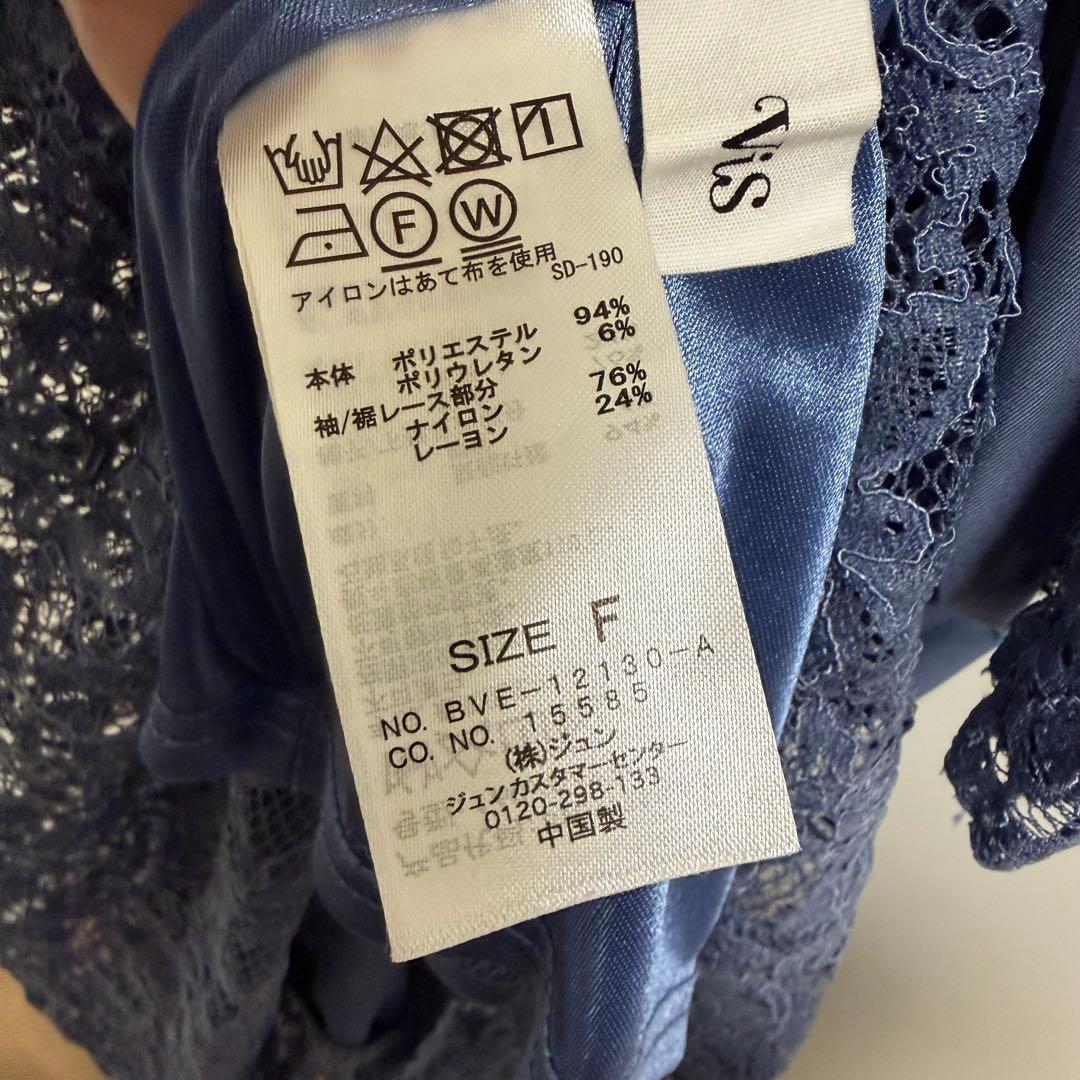 ViS
F
W
アイロンはあて布を使用
SD-190
本体 ポリエステル 94%
ポリウレタン 6%
袖/裾レース部分
ナイロン 76%
レーヨン 24%
SIZE F
NO. BVE-12130-A
CO. NO. 15585
(株)ジュン
ジュンカスタマーセンター
0120-298-133
中国製